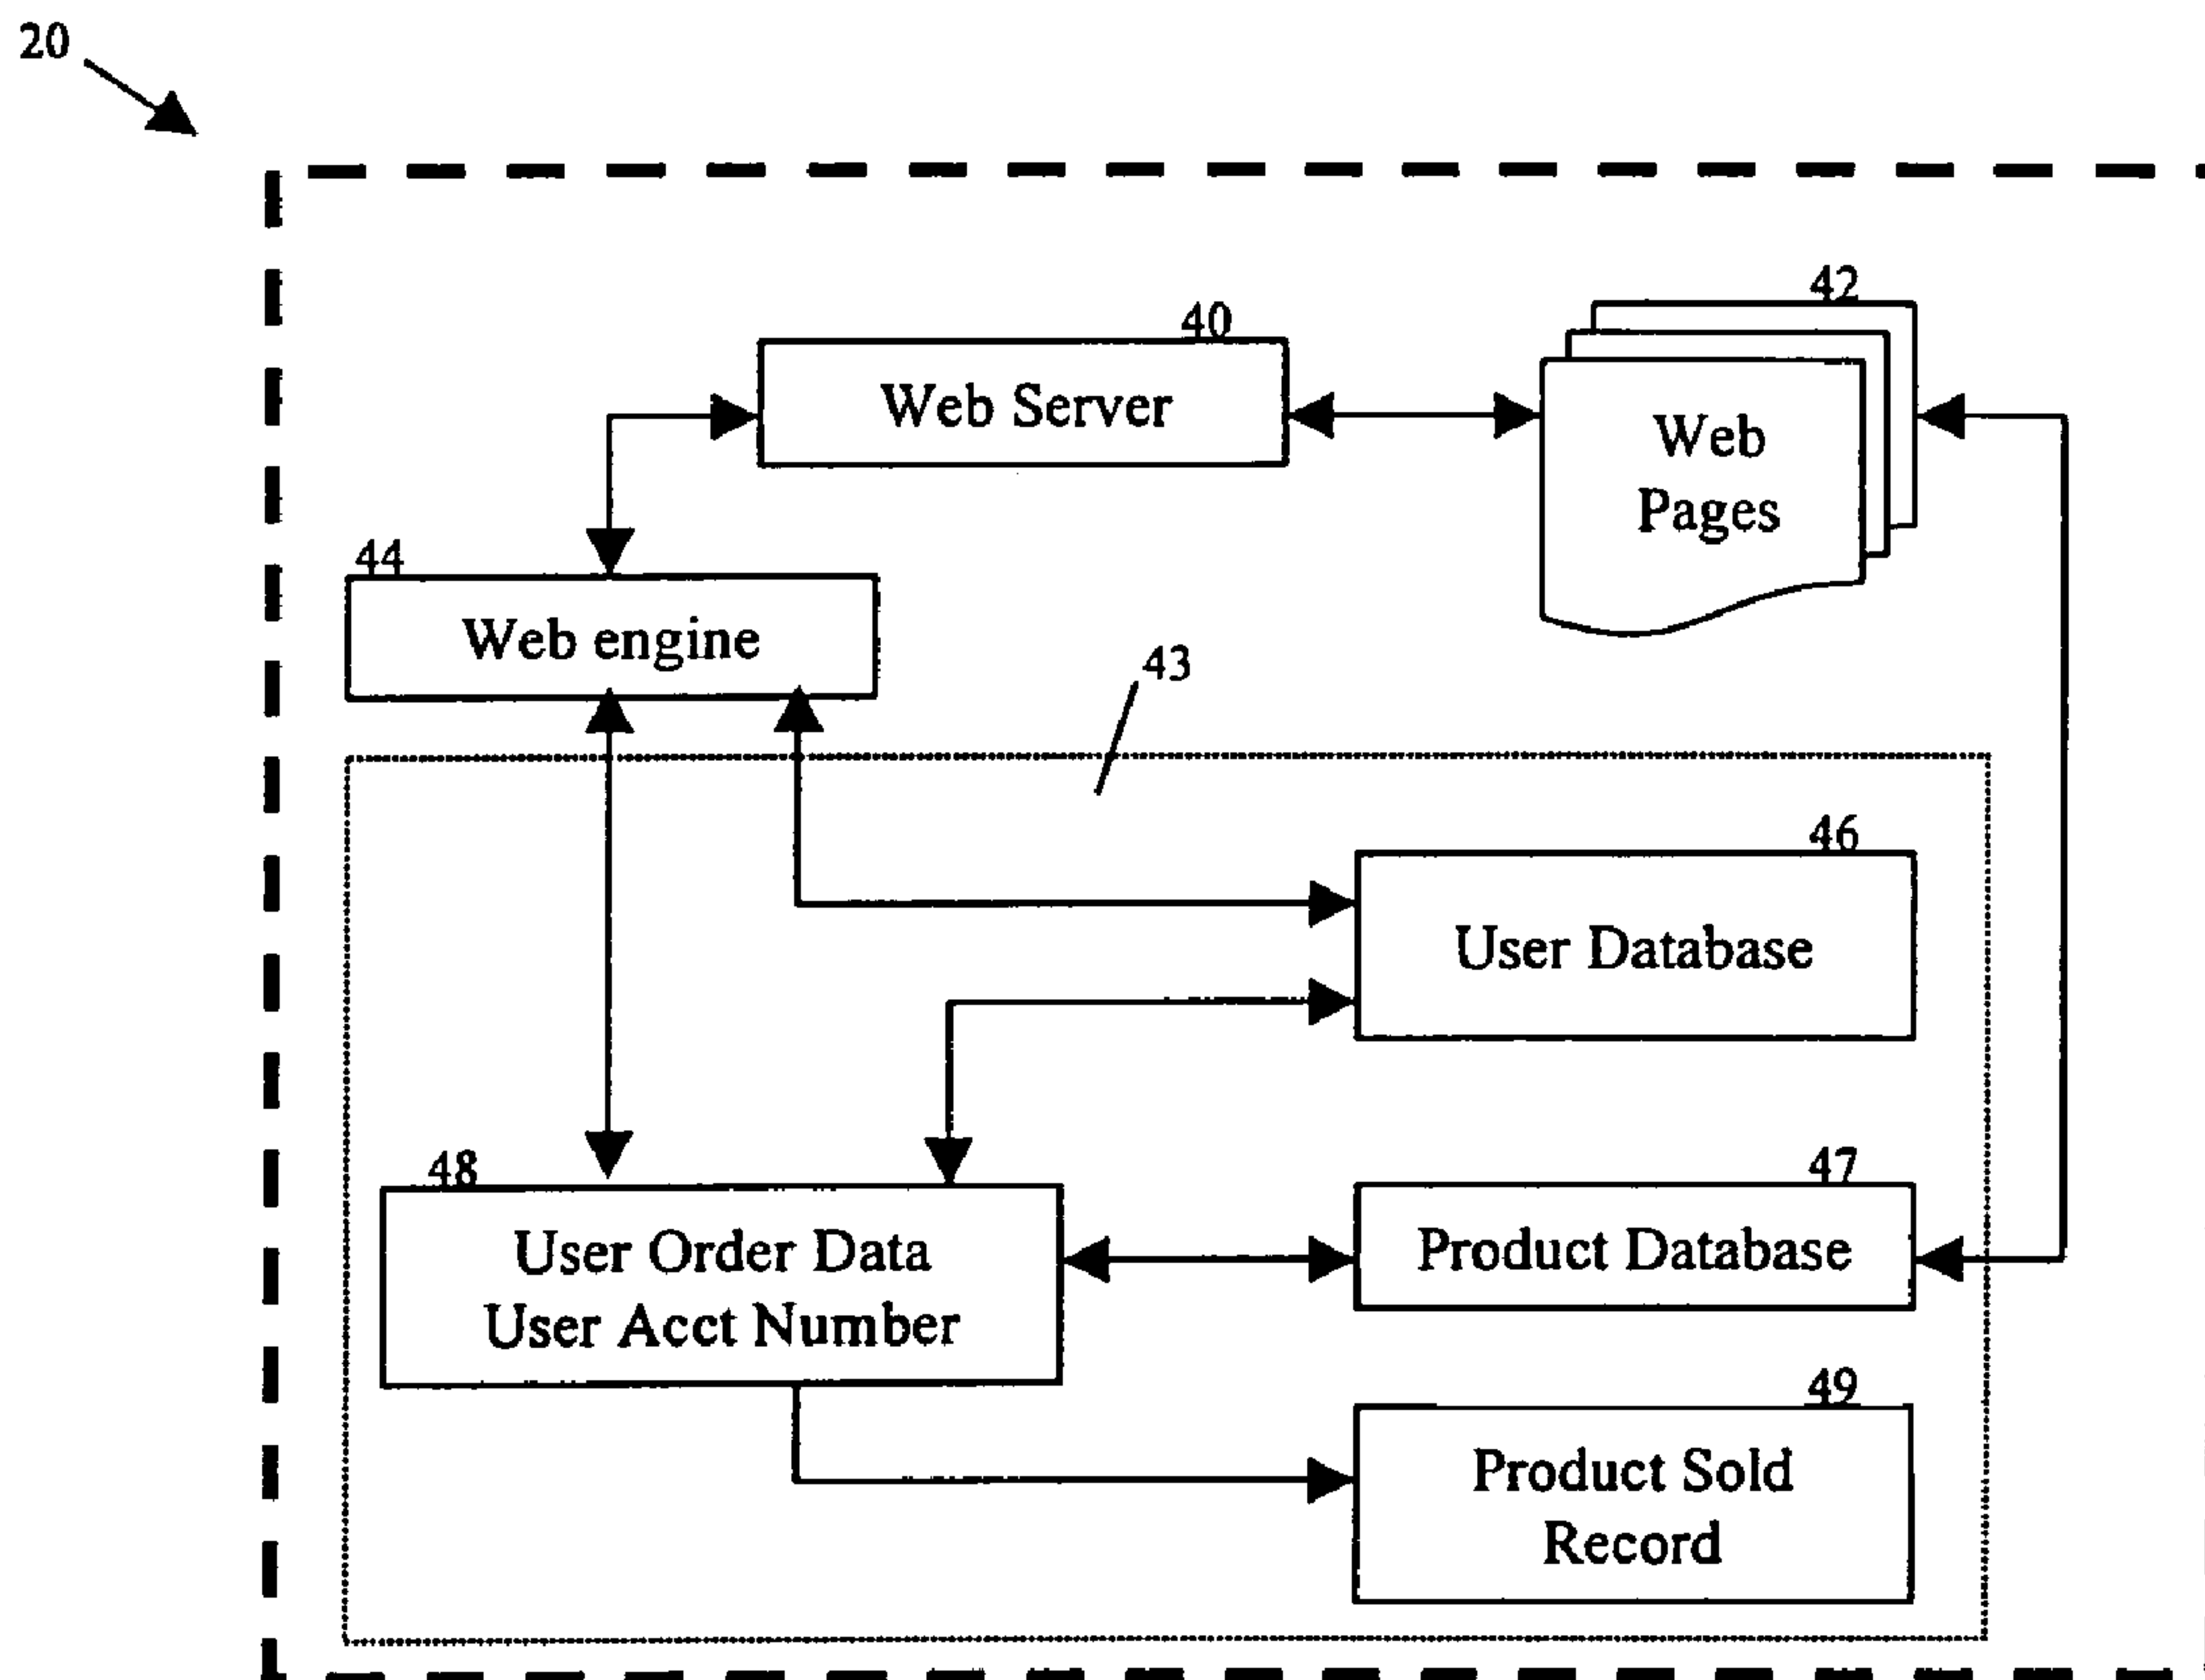 20
42
40
Web Server
Web
Pages
44
Web engine
43
46
User Database
48
47
User Order Data
User Acct Number
Product Database
49
Product Sold
Record